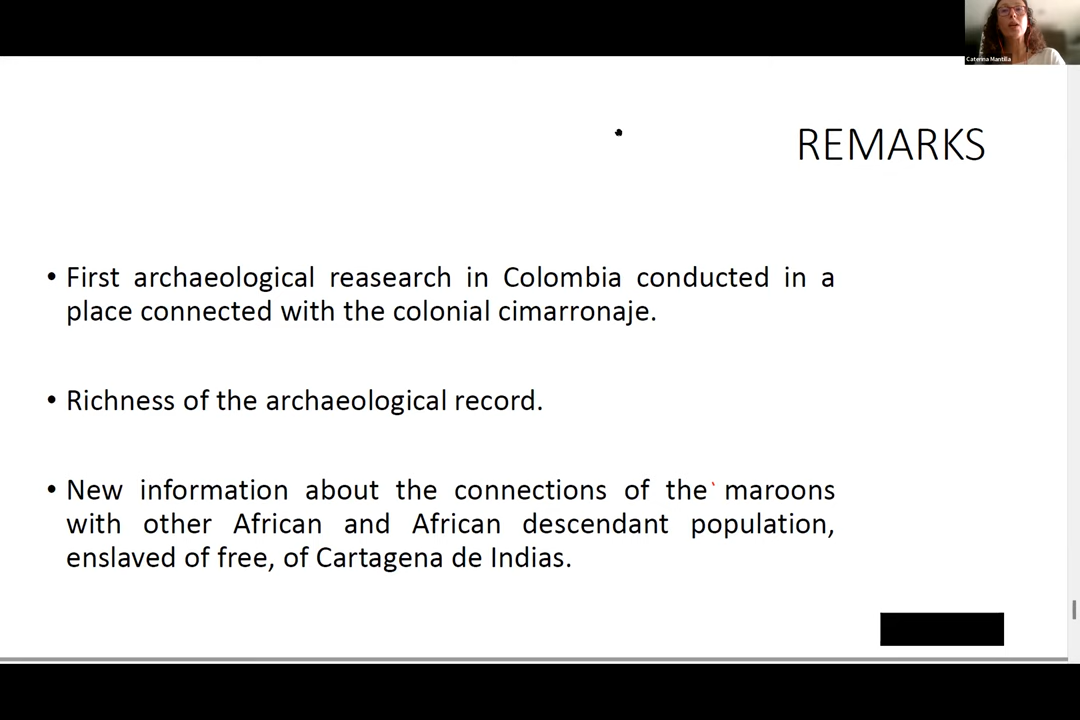 Caterina Mantilla
REMARKS
• First archaeological reasearch in Colombia conducted in a
place connected with the colonial cimarronaje.
• Richness of the archaeological record.
• New information about the connections of the maroons
with other African and African descendant population,
enslaved of free, of Cartagena de Indias.